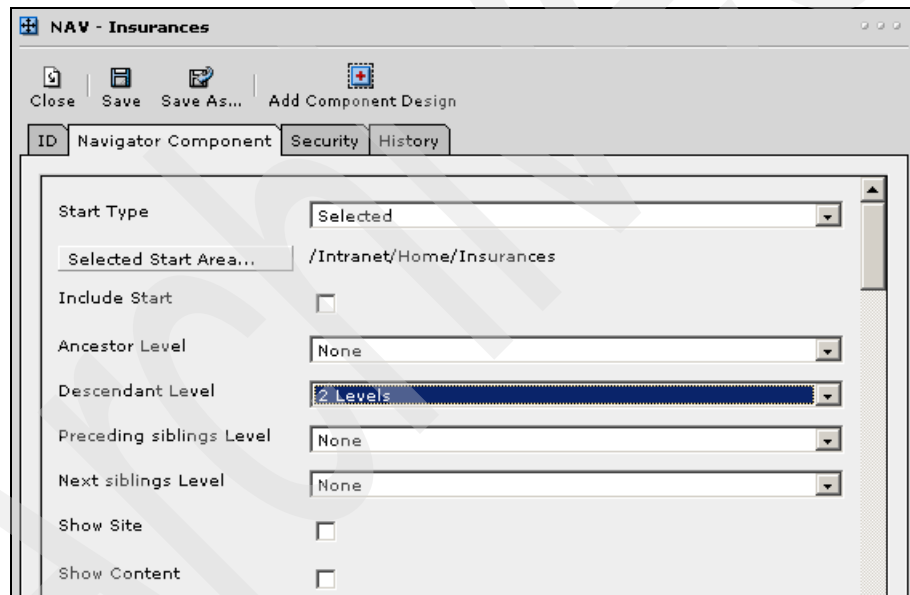 NAV - Insurances
Close Save Save As... Add Component Design
ID Navigator Component Security History
Start Type Selected
Selected Start Area... /Intranet/Home/Insurances
Include Start
Ancestor Level None
Descendant Level 2 Levels
Preceding siblings Level None
Next siblings Level None
Show Site
Show Content